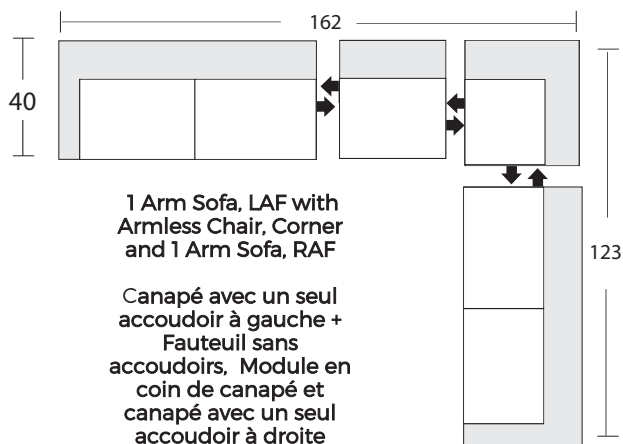 162
40
1 Arm Sofa, LAF with
Armless Chair, Corner
and 1 Arm Sofa, RAF
123
Canapé avec un seul
accoudoir à gauche +
Fauteuil sans
accoudoirs, Module en
coin de canapé et
canapé avec un seul
accoudoir à droite